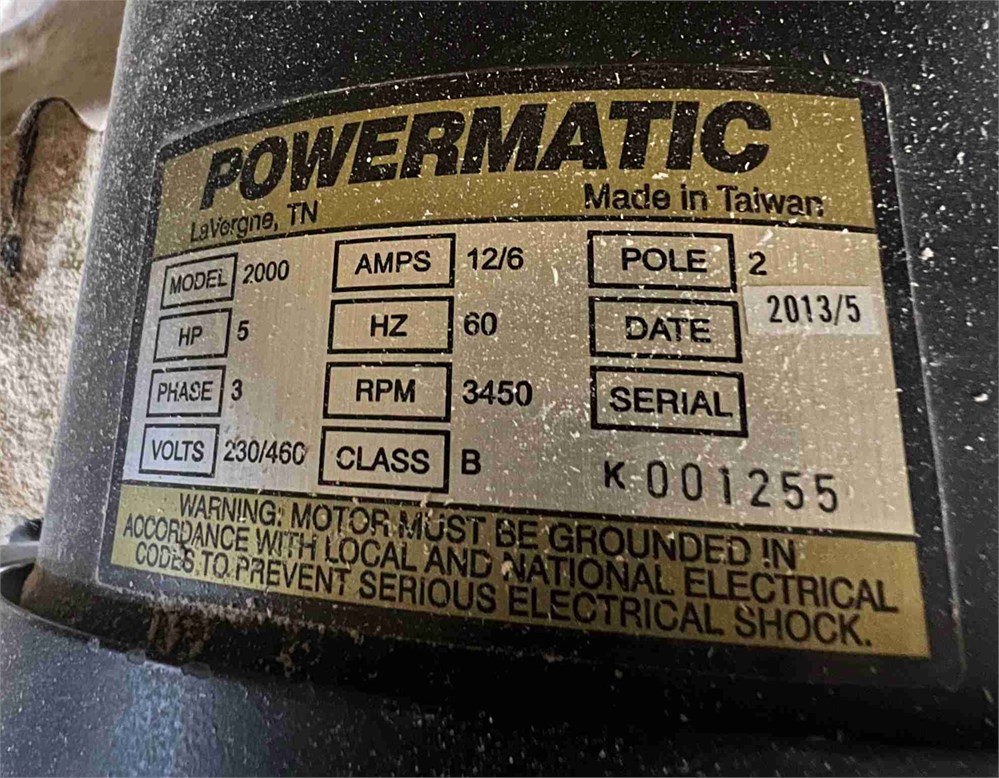 POWERMATIC
LaVergne, TN Made in Taiwan
MODEL 2000 AMPS 12/6 POLE 2
HP 5 HZ 60 DATE 2013/5
PHASE 3 RPM 3450 SERIAL
VOLTS 230/460 CLASS B K 001255
WARNING: MOTOR MUST BE GROUNDED IN
ACCORDANCE WITH LOCAL AND NATIONAL ELECTRICAL
CODES TO PREVENT SERIOUS ELECTRICAL SHOCK.